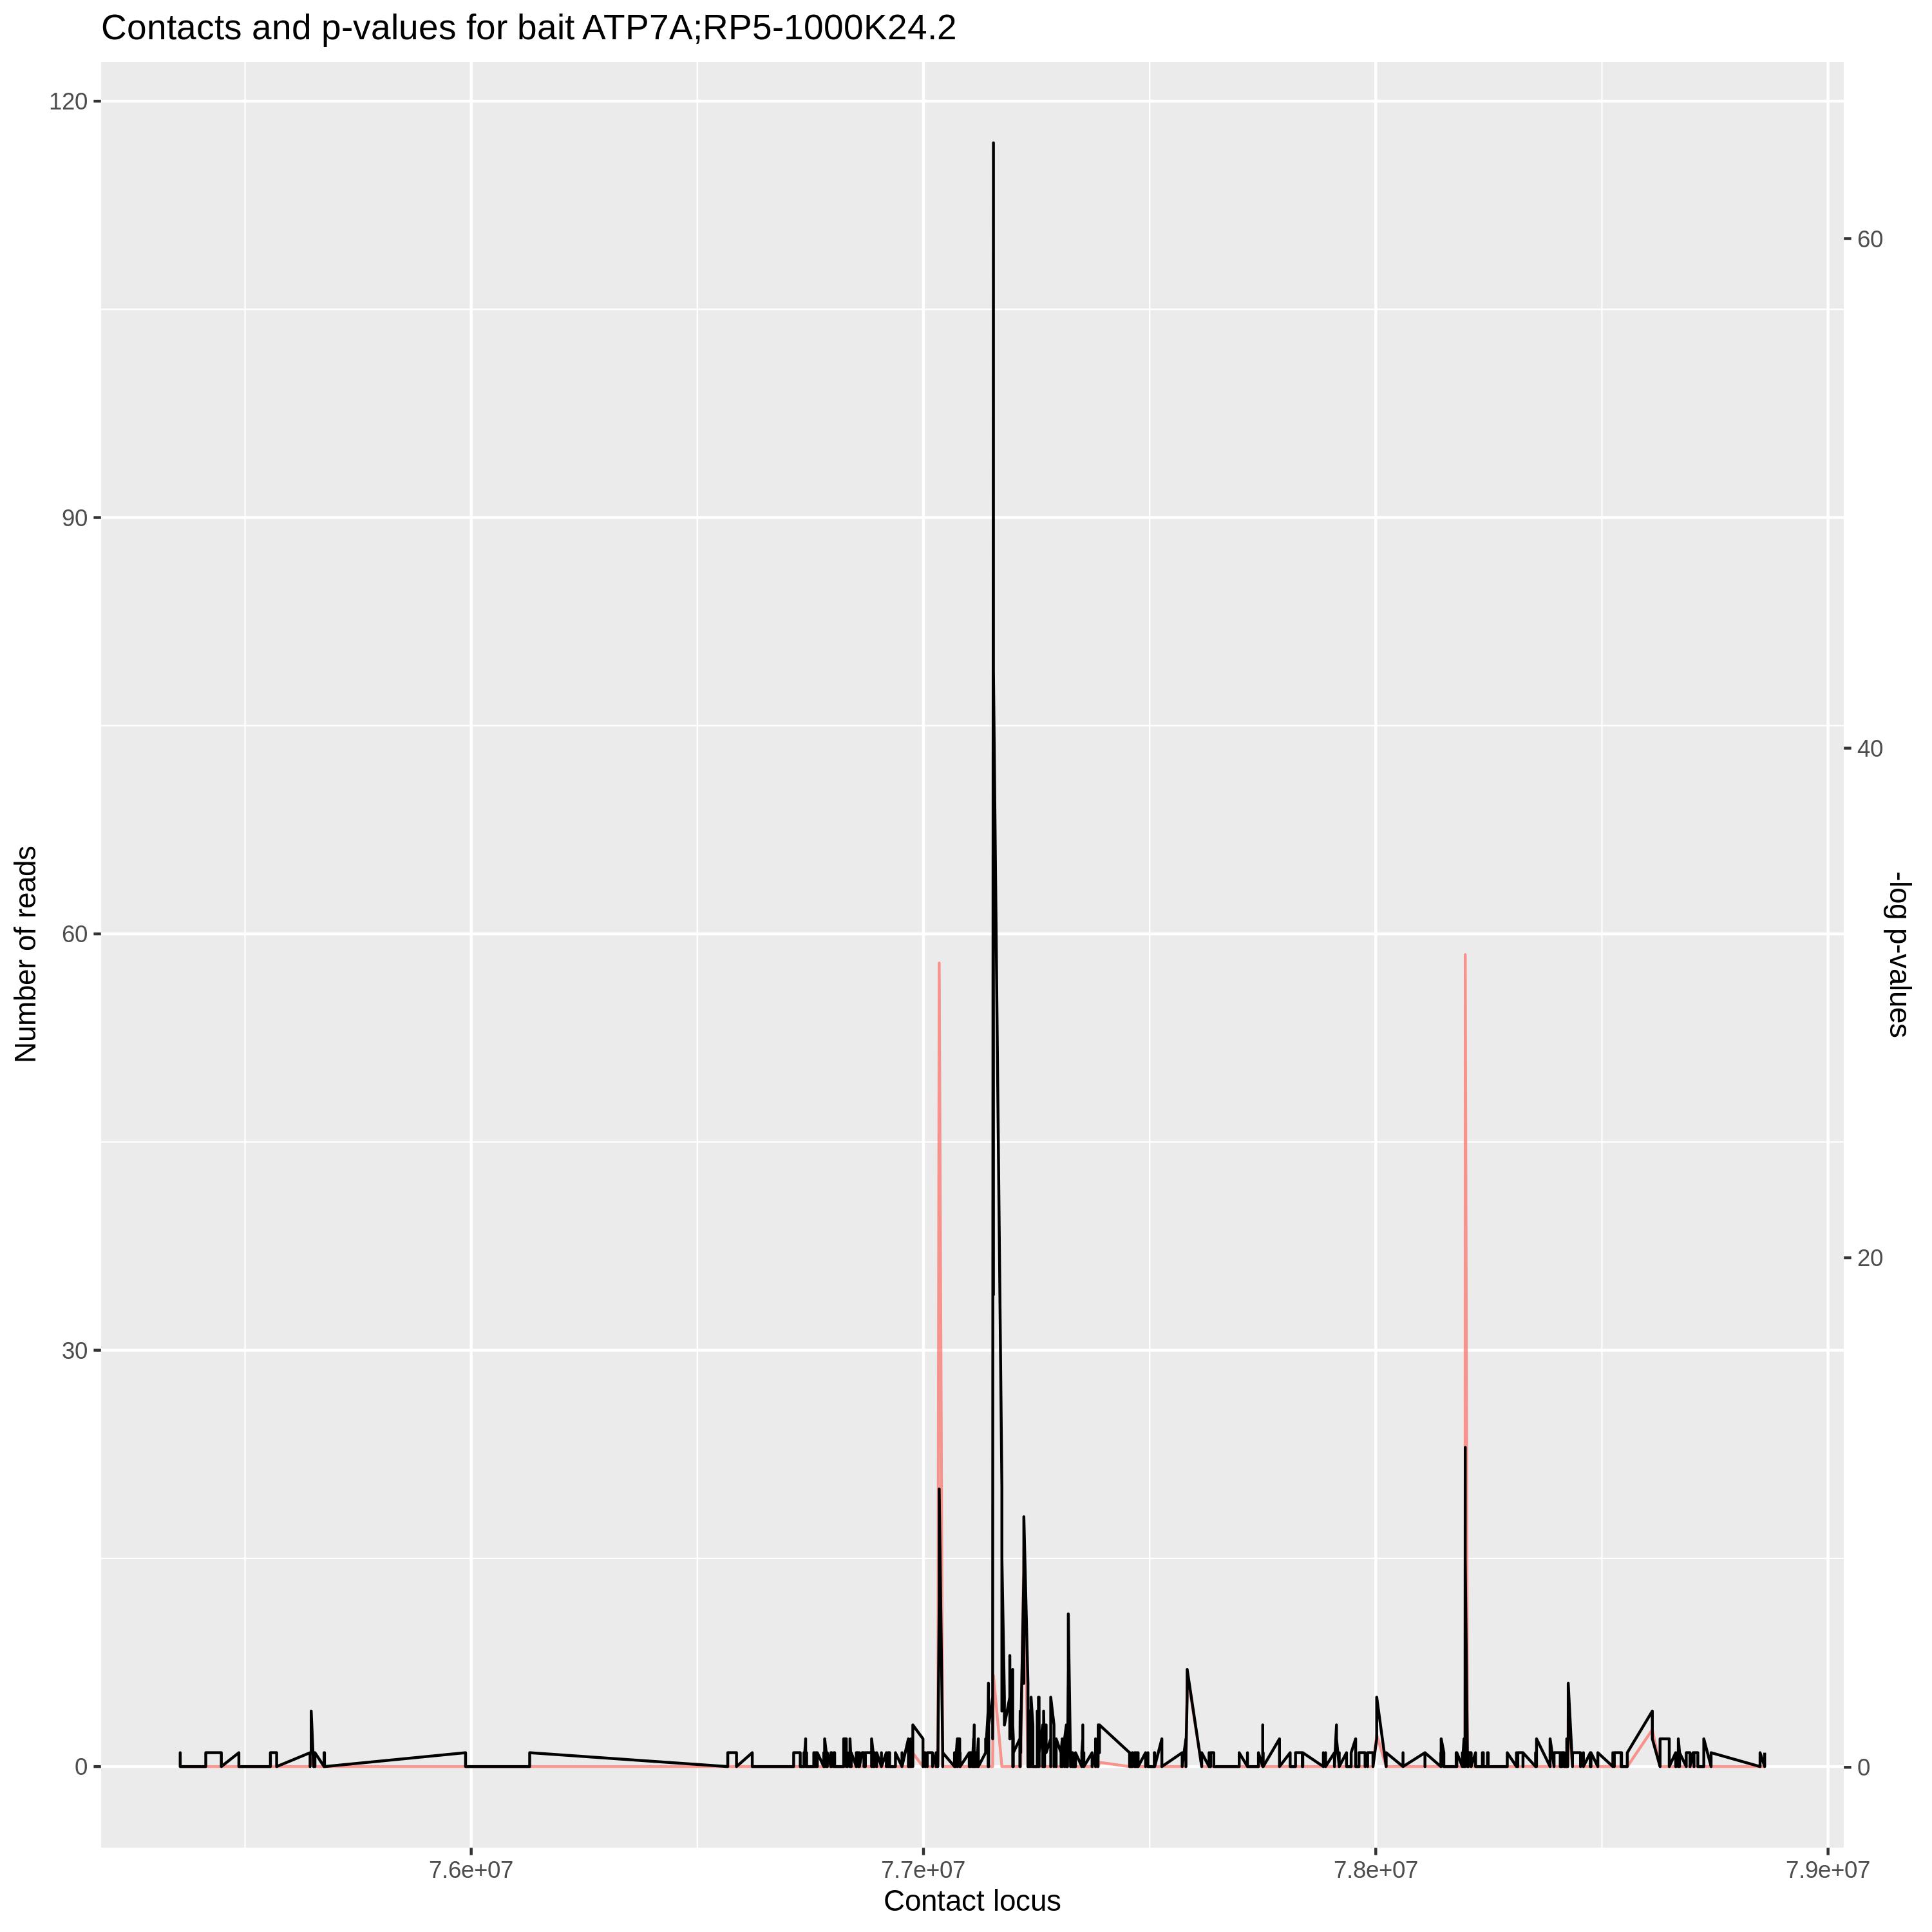 Contacts and p-values for bait ATP7A;RP5-1000K24.2
120
90
60
30
0
Number of reads
60
40
20
0
-log p-values
7.6e+07
7.7e+07
7.8e+07
7.9e+07
Contact locus